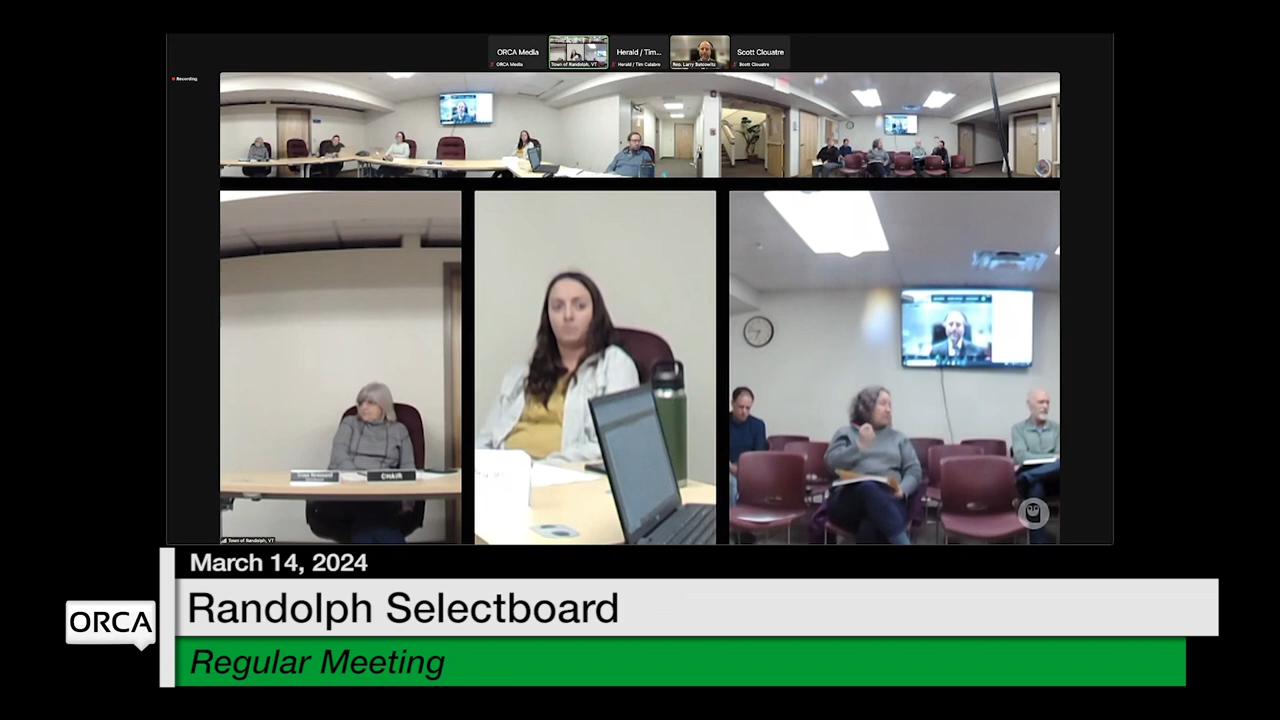 ORCA Media
Herald / Tim...
Scott Clouatre
Town of Randolph, VT
ORCA Media
Herald / Tim Calabro
Rep. Larry Satcowitz
Scott Clouatre
Recording
CHAIR
Town of Randolph, VT
March 14, 2024
Randolph Selectboard
ORCA
Regular Meeting